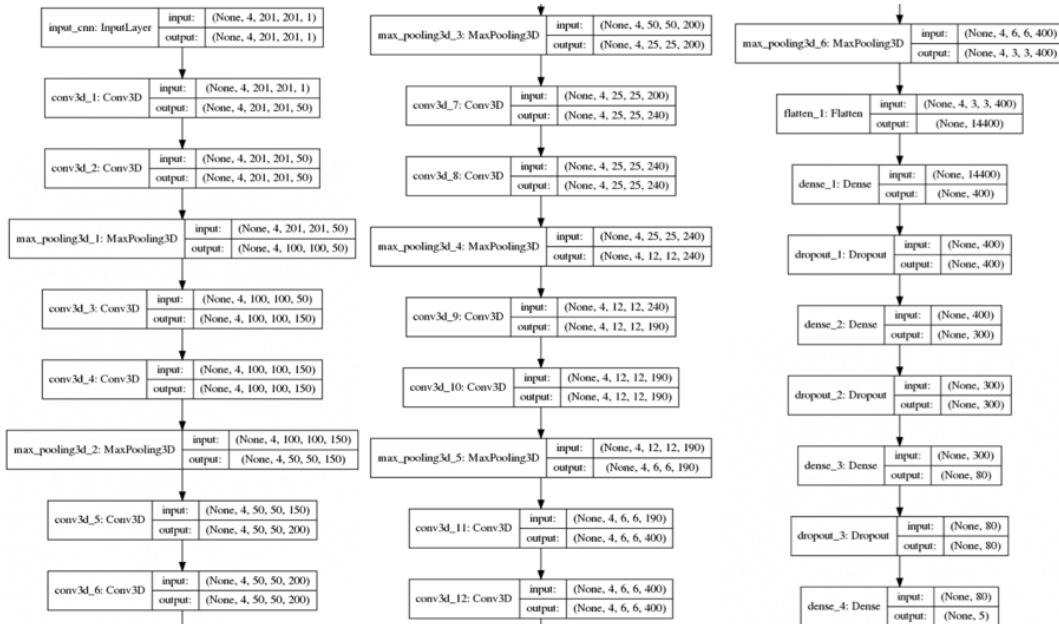 input_cnn: InputLayer
input: (None, 4, 201, 201, 1)
output: (None, 4, 201, 201, 1)
conv3d_1: Conv3D
input: (None, 4, 201, 201, 1)
output: (None, 4, 201, 201, 50)
conv3d_2: Conv3D
input: (None, 4, 201, 201, 50)
output: (None, 4, 201, 201, 50)
max_pooling3d_1: MaxPooling3D
input: (None, 4, 201, 201, 50)
output: (None, 4, 100, 100, 50)
conv3d_3: Conv3D
input: (None, 4, 100, 100, 50)
output: (None, 4, 100, 100, 150)
conv3d_4: Conv3D
input: (None, 4, 100, 100, 150)
output: (None, 4, 100, 100, 150)
max_pooling3d_2: MaxPooling3D
input: (None, 4, 100, 100, 150)
output: (None, 4, 50, 50, 150)
conv3d_5: Conv3D
input: (None, 4, 50, 50, 150)
output: (None, 4, 50, 50, 200)
conv3d_6: Conv3D
input: (None, 4, 50, 50, 200)
output: (None, 4, 50, 50, 200)
max_pooling3d_3: MaxPooling3D
input: (None, 4, 50, 50, 200)
output: (None, 4, 25, 25, 200)
conv3d_7: Conv3D
input: (None, 4, 25, 25, 200)
output: (None, 4, 25, 25, 240)
conv3d_8: Conv3D
input: (None, 4, 25, 25, 240)
output: (None, 4, 25, 25, 240)
max_pooling3d_4: MaxPooling3D
input: (None, 4, 25, 25, 240)
output: (None, 4, 12, 12, 240)
conv3d_9: Conv3D
input: (None, 4, 12, 12, 240)
output: (None, 4, 12, 12, 190)
conv3d_10: Conv3D
input: (None, 4, 12, 12, 190)
output: (None, 4, 12, 12, 190)
max_pooling3d_5: MaxPooling3D
input: (None, 4, 12, 12, 190)
output: (None, 4, 6, 6, 190)
conv3d_11: Conv3D
input: (None, 4, 6, 6, 190)
output: (None, 4, 6, 6, 400)
conv3d_12: Conv3D
input: (None, 4, 6, 6, 400)
output: (None, 4, 6, 6, 400)
max_pooling3d_6: MaxPooling3D
input: (None, 4, 6, 6, 400)
output: (None, 4, 3, 3, 400)
flatten_1: Flatten
input: (None, 4, 3, 3, 400)
output: (None, 14400)
dense_1: Dense
input: (None, 14400)
output: (None, 400)
dropout_1: Dropout
input: (None, 400)
output: (None, 400)
dense_2: Dense
input: (None, 400)
output: (None, 300)
dropout_2: Dropout
input: (None, 300)
output: (None, 300)
dense_3: Dense
input: (None, 300)
output: (None, 80)
dropout_3: Dropout
input: (None, 80)
output: (None, 80)
dense_4: Dense
input: (None, 80)
output: (None, 5)